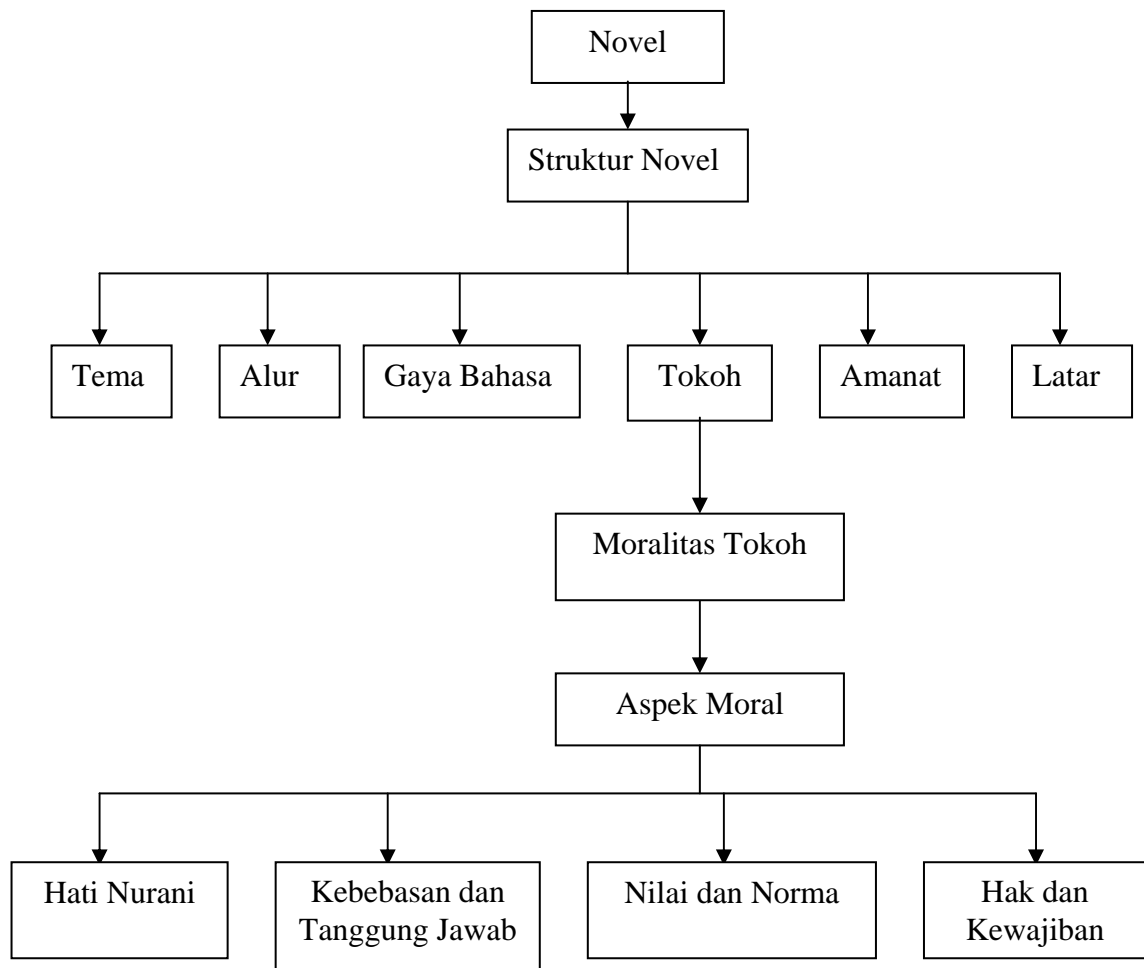 Novel
Struktur Novel
Tema
Alur
Gaya Bahasa
Tokoh
Amanat
Latar
Moralitas Tokoh
Aspek Moral
Hati Nurani
Kebebasan dan
Tanggung Jawab
Nilai dan Norma
Hak dan
Kewajiban